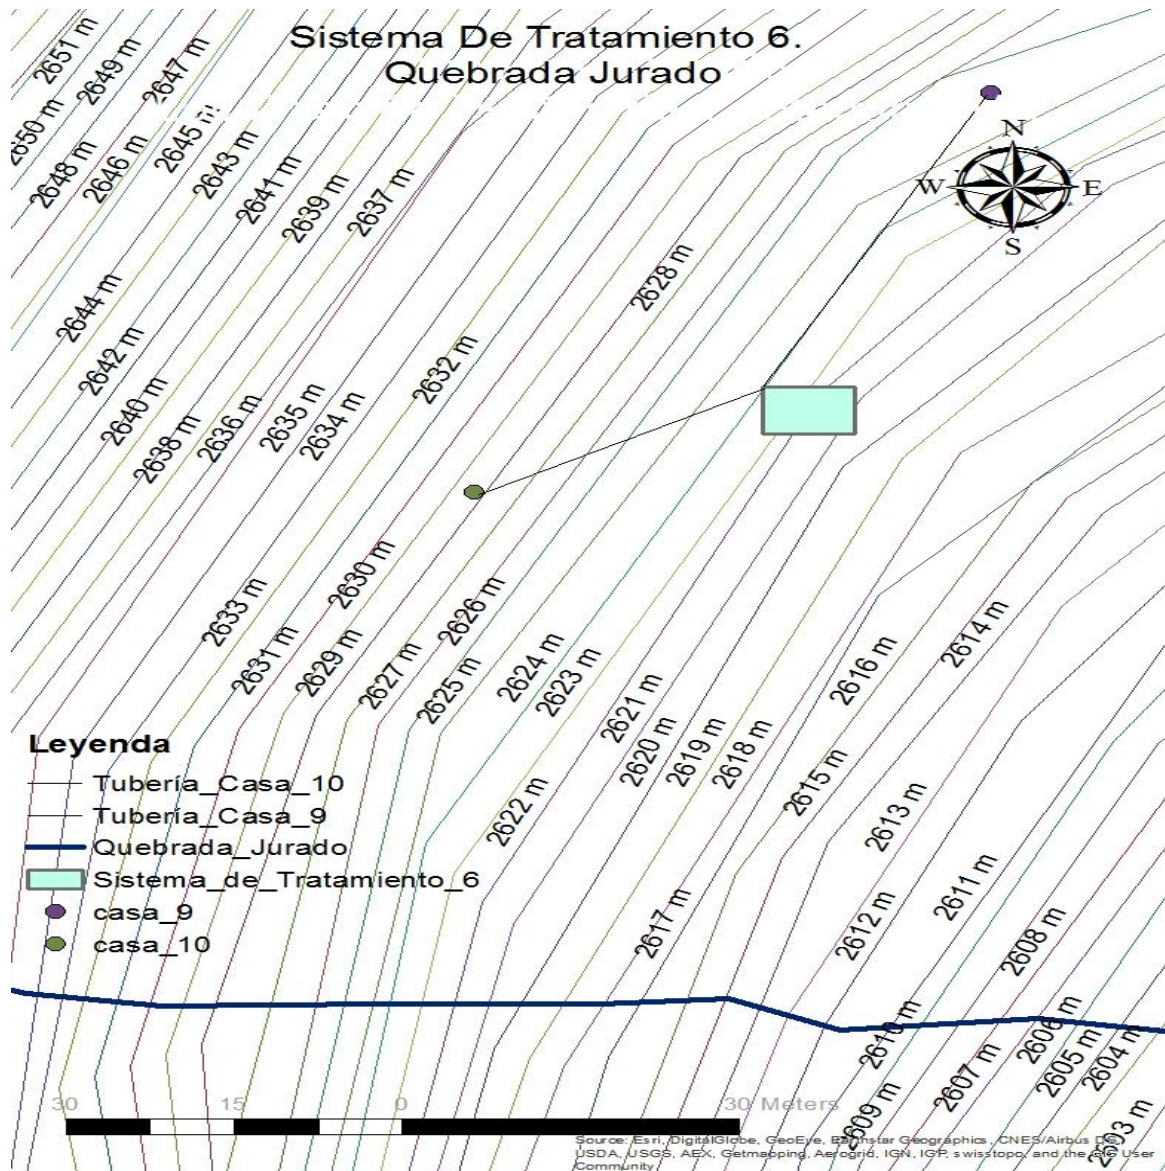 Sistema De Tratamiento 6.
Quebrada Jurado
2651 m
2649 m
2647 m
2650 m
2648 m
2646 m
2645 m
2643 m
2641 m
2639 m
2637 m
N
W
E
S
2628 m
2644 m
2642 m
2640 m
2638 m
2636 m
2635 m
2634 m
2632 m
2633 m
2631 m
2630 m
2629 m
2627 m
2626 m
2625 m
2624 m
2623 m
2622 m
2621 m
2620 m
2619 m
2618 m
2616 m
2614 m
2615 m
2613 m
2617 m
2612 m
2611 m
2608 m
2610 m
2606 m
2605 m
2604 m
2607 m
2609 m
2603 m
Leyenda
Tubería_Casa_10
Tubería_Casa_9
Quebrada_Jurado
Sistema_de_Tratamiento_6
casa_9
casa_10
30 15 0 30 Meters
Source: Esri, DigitalGlobe, GeoEye, Earthstar Geographics, CNES/Airbus DS,
USDA, USGS, AEX, Getmapping, Aerogrid, IGN, IGP, swisstopo, and the GIS User
Community